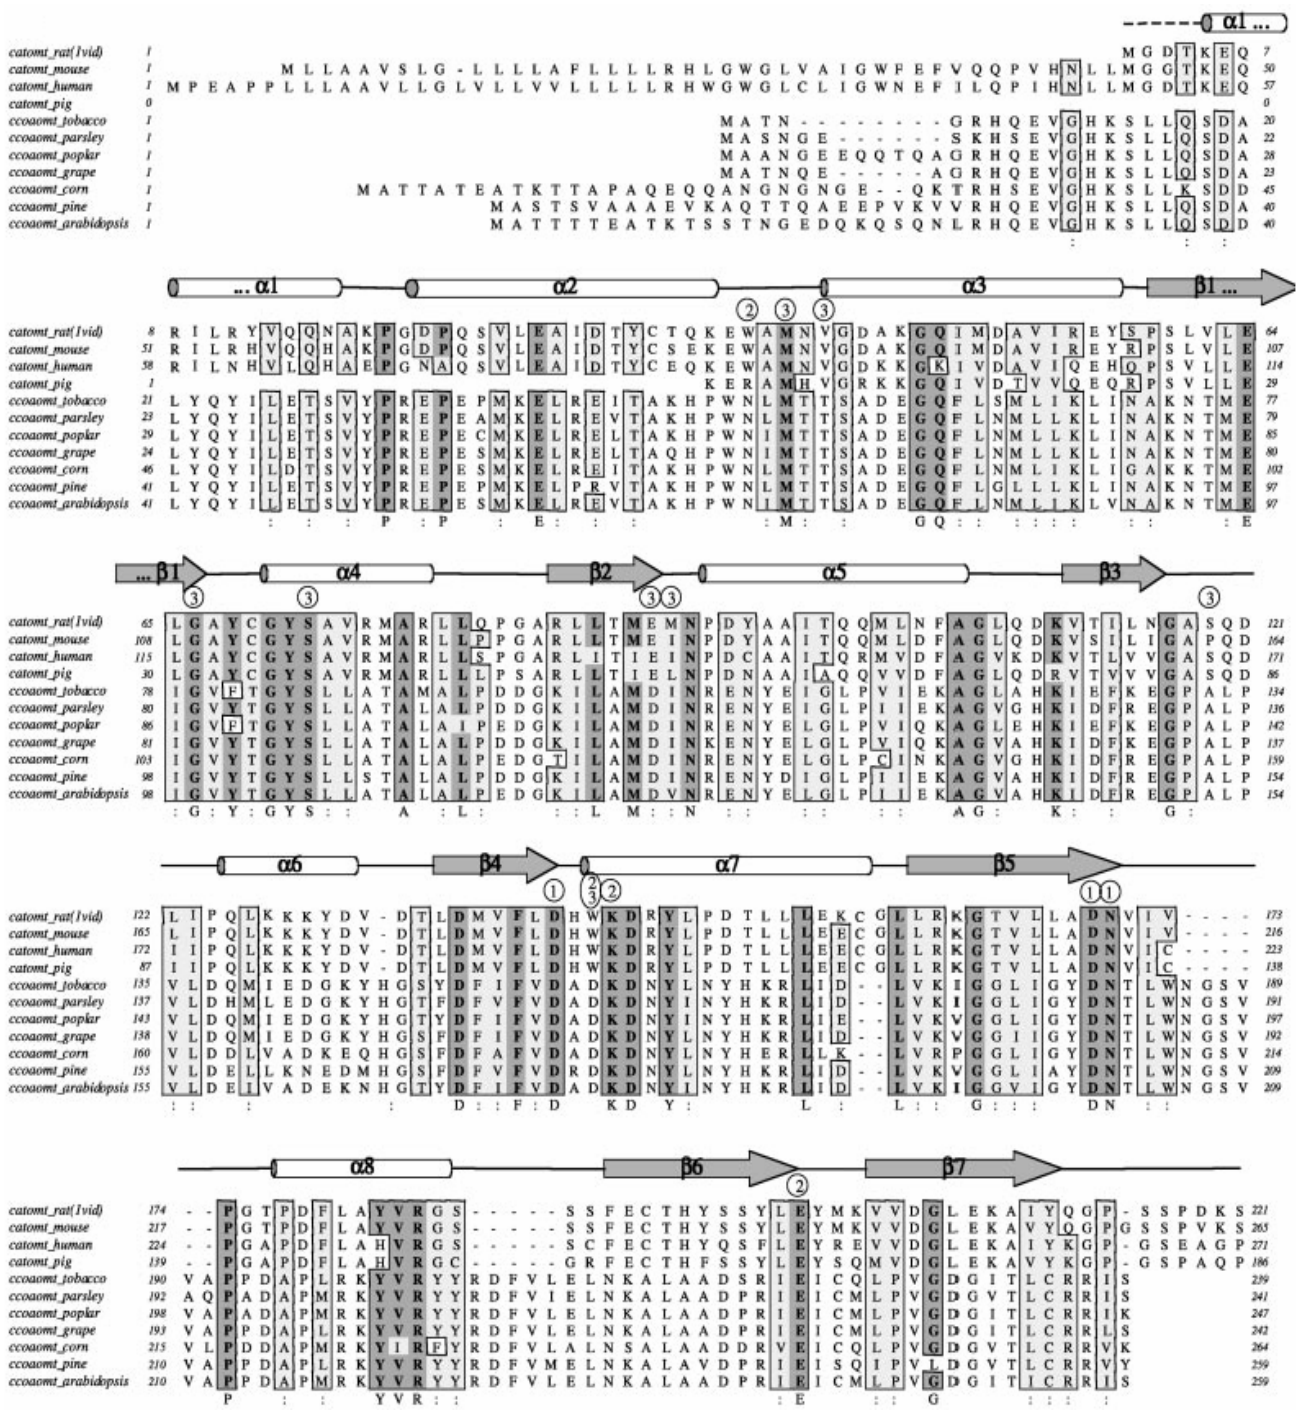 α1 ...
catomt_rat(1vid) 1 M G D T K E Q 7
catomt_mouse 1 M L L A A V S L G - L L L L L A F L L L L L R H L G W G L V A I G W F E F V Q Q P V H N L L M G G T K E Q 50
catomt_human 1 M P E A P P L L L A A V L L G L V L L V V L L L L L R H W G W G L C L I G W N E F I L Q P I H N L L M G D T K E Q 57
catomt_pig 0 0
ccoaomt_tobacco 1 M A T N - - - - - - - - G R H Q E V G H K S L L Q S D A 20
ccoaomt_parsley 1 M A S N G E - - - - - - S K H S E V G H K S L L Q S D A 22
ccoaomt_poplar 1 M A A N G E E Q Q T Q A G R H Q E V G H K S L L Q S D A 28
ccoaomt_grape 1 M A T N Q E - - - - - A G R H Q E V G H K S L L Q S D A 23
ccoaomt_corn 1 M A T T A T E A T K T T A P A Q E Q Q A N G N G N G E - - Q K T R H S E V G H K S L L K S D D 45
ccoaomt_pine 1 M A S T S V A A A E V K A Q T T Q A E E P V K V V R H Q E V G H K S L L Q S D A 40
ccoaomt_arabidopsis 1 M A T T T T E A T K T S S T N G E D Q K Q S Q N L R H Q E V G H K S L L Q S D A 40
: : :
... α1 α2 α3 β1 ...
2 3 3
catomt_rat(1vid) 8 R I L R Y V Q Q N A K P G D P Q S V L E A I D T Y C T Q K E W A M N V G D A K G Q I M D A V I R E Y S P S L V L E 64
catomt_mouse 51 R I L R H V Q Q H A K P G D P Q S V L E A I D T Y C S E K E W A M N V G D A K G Q I M D A V I R E Y R P S L V L E 107
catomt_human 58 R I L N H V L Q H A E P G N A Q S V L E A I D T Y C E Q K E W A M N V G D K K G K I V D A V I Q E H Q P S V L L E 114
catomt_pig 1 K E R A M H V G R K K G Q I V D T V V Q E Q R P S V L L E 29
ccoaomt_tobacco 21 L Y Q Y I L E T S V Y P R E P E P M K E L R E I T A K H P W N L M T T S A D E G Q F L S M L I K L I N A K N T M E 77
ccoaomt_parsley 23 L Y Q Y I L E T S V Y P R E P E A M K E L R E I T A K H P W N L M T T S A D E G Q F L N M L L K L I N A K N T M E 79
ccoaomt_poplar 29 L Y Q Y I L E T S V Y P R E P E C M K E L R E L T A K H P W N I M T T S A D E G Q F L N M L L K L I N A K N T M E 85
ccoaomt_grape 24 L Y Q Y I L E T S V Y P R E P E S M K E L R E L T A Q H P W N I M T T S A D E G Q F L N M L L K L I N A K N T M E 80
ccoaomt_corn 46 L Y Q Y I L D T S V Y P R E P E S M K E L R E I T A K H P W N L M T T S A D E G Q F L N M L I K L I G A K K T M E 102
ccoaomt_pine 41 L Y Q Y I L E T S V Y P R E P E P M K E L P R V T A K H P W N L M T T S A D E G Q F L G L L L K L I N A K N T M E 97
ccoaomt_arabidopsis 41 L Y Q Y I L E T S V Y P R E P E S M K E L R E V T A K H P W N I M T T S A D E G Q F L N M L I K L V N A K N T M E 97
: : : P : P E : : : M : G Q : : : : : : : E
... β1 α4 β2 α5 β3
3 3 3 3 3
catomt_rat(1vid) 65 L G A Y C G Y S A V R M A R L L Q P G A R L L T M E M N P D Y A A I T Q Q M L N F A G L Q D K V T I L N G A S Q D 121
catomt_mouse 108 L G A Y C G Y S A V R M A R L L P P G A R L L T M E M N P D Y A A I T Q Q M L D F A G L Q D K V S I L I G A P Q D 164
catomt_human 115 L G A Y C G Y S A V R M A R L L S P G A R L I T I E I N P D C A A I T Q R M V D F A G V K D K V T L V V G A S Q D 171
catomt_pig 30 L G A Y C G Y S A V R M A R L L L P S A R L L T I E L N P D Y A A I A Q Q V V D F A G L Q D R V T V V V G A S Q D 86
ccoaomt_tobacco 78 I G V F T G Y S L L A T A M A L P D D G K I L A M D I N R E N Y E I G L P V I E K A G L A H K I E F K E G P A L P 134
ccoaomt_parsley 80 I G V Y T G Y S L L A T A L A L P D D G K I L A M D I N R E N Y E I G L P I I E K A G V G H K I D F R E G P A L P 136
ccoaomt_poplar 86 I G V F T G Y S L L A T A L A I P E D G K I L A M D I N R E N Y E L G L P V I Q K A G L E H K I D F K E G P A L P 142
ccoaomt_grape 81 I G V Y T G Y S L L A T A L A L P D D G K I L A M D I N K E N Y E L G L P V I Q K A G V A H K I D F K E G P A L P 137
ccoaomt_corn 103 I G V Y T G Y S L L A T A L A L P E D G T I L A M D I N R E N Y E L G L P C I N K A G V A H K I D F R E G P A L P 159
ccoaomt_pine 98 I G V Y T G Y S L L S T A L A L P D D G K I L A M D I N R E N Y D I G L P I I E K A G V A H K I D F R E G P A L P 154
ccoaomt_arabidopsis 98 I G V Y T G Y S L L A T A L A L P E D G K I L A M D V N R E N Y E L G L P I I E K A G V A H K I D F R E G P A L P 154
: G : Y : G Y S : : A : L : : : L M : : N : : : : : : A G : K : : G :
α6 β4 α7 β5
1 2 3 2 1 1
catomt_rat(1vid) 122 L I P Q L K K K Y D V - D T L D M V F L D H W K D R Y L P D T L L L E K C G L L R K G T V L L A D N V I V - - - - 173
catomt_mouse 165 L I P Q L K K K Y D V - D T L D M V F L D H W K D R Y L P D T L L L E E C G L L R K G T V L L A D N V I V - - - - 216
catomt_human 172 I I P Q L K K K Y D V - D T L D M V F L D H W K D R Y L P D T L L L E E C G L L R K G T V L L A D N V I C - - - - 223
catomt_pig 87 I I P Q L K K K Y D V - D T L D M V F L D H W K D R Y L P D T L L L E E C G L L R K G T V L L A D N V I C - - - - 138
ccoaomt_tobacco 135 V L D Q M I E D G K Y H G S Y D F I F V D A D K D N Y L N Y H K R L I D - - L V K I G G L I G Y D N T L W N G S V 189
ccoaomt_parsley 137 V L D H M L E D G K Y H G T Y D F I F V D A D K D N Y I N Y H K R L I D - - L V K I G G L I G Y D N T L W N G S V 191
ccoaomt_poplar 143 V L D Q M I E D G K Y H G T Y D F I F V D A D K D N Y I N Y H K R L I E - - L V K V G G L I G Y D N T L W N G S V 197
ccoaomt_grape 138 V L D Q M I E D G K Y H G S F D F I F V D A D K D N Y L N Y H K R L I D - - L V K V G G I I G Y D N T L W N G S V 192
ccoaomt_corn 160 V L D D L V A D K E Q H G S F D F A F V D A D K D N Y L N Y H E R L L K - - L V R P G G L I G Y D N T L W N G S V 214
ccoaomt_pine 155 V L D E L L K N E D M H G S F D F I F V D R D K D N Y L N Y H K R L I D - - L V K V G G L I A Y D N T L W N G S V 209
ccoaomt_arabidopsis 155 V L D E I V A D E K N H G T Y D F I F V D A D K D N Y I N Y H K R L I D - - L V K I G G V I G Y D N T L W N G S V 209
: : : : D : : F : D K D Y : L : L : : G : : : D N : :
α8 β6 β7
2
catomt_rat(1vid) 174 - - P G T P D F L A Y V R G S - - - - - S S F E C T H Y S S Y L E Y M K V V D G L E K A I Y Q G P - S S P D K S 221
catomt_mouse 217 - - P G T P D F L A Y V R G S - - - - - S S F E C T H Y S S Y L E Y M K V V D G L E K A V Y Q G P G S S P V K S 265
catomt_human 224 - - P G A P D F L A H V R G S - - - - - S C F E C T H Y Q S F L E Y R E V V D G L E K A I Y K G P - G S E A G P 271
catomt_pig 139 - - P G A P D F L A H V R G C - - - - - G R F E C T H F S S Y L E Y S Q M V D G L E K A V Y K G P - G S P A Q P 186
ccoaomt_tobacco 190 V A P P D A P L R K Y V R Y Y R D F V L E L N K A L A A D S R I E I C Q L P V G D G I T L C R R I S 239
ccoaomt_parsley 192 A Q P A D A P M R K Y V R Y Y R D F V I E L N K A L A A D P R I E I C M L P V G D G V T L C R R I S 241
ccoaomt_poplar 198 V A P A D A P M R K Y V R Y Y R D F V L E L N K A L A A D P R I E I C M L P V G D G I T L C R R I K 247
ccoaomt_grape 193 V A P P D A P L R K Y V R Y Y R D F V L E L N K A L A A D P R I E I C M L P V G D G I T L C R R L S 242
ccoaomt_corn 215 V L P D D A P M R K Y I R F Y R D F V L A L N S A L A A D D R V E I C Q L P V G D G V T L C R R V K 264
ccoaomt_pine 210 V A P P D A P L R K Y V R Y Y R D F V M E L N K A L A V D P R I E I S Q I P V L D G V T L C R R V Y 259
ccoaomt_arabidopsis 210 V A P P D A P M R K Y V R Y Y R D F V L E L N K A L A A D P R I E I C M L P V G D G I T I C R R I S 259
P : : Y V R : : : E : : G : : :